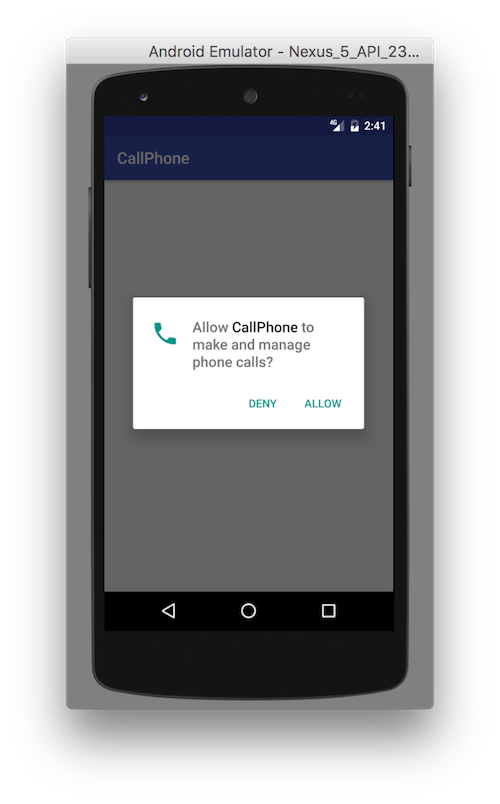 Android Emulator - Nexus_5_API_23...
4G 2:41
CallPhone
Allow CallPhone to
make and manage
phone calls?
DENY ALLOW